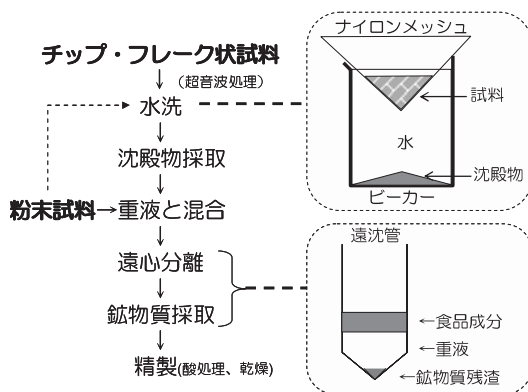 チップ・フレーク状試料
(超音波処理)
水洗
沈殿物採取
粉末試料→重液と混合
遠心分離
鉱物質採取
精製(酸処理、乾燥)
ナイロンメッシュ
試料
水
沈殿物
ビーカー
遠沈管
←食品成分
←重液
←鉱物質残渣